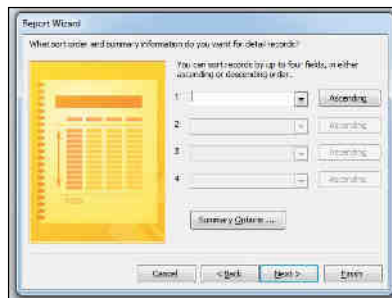 Report Wizard
What sort order and summary information do you want for detail records?
You can sort records by up to four fields, in either
ascending or descending order.
1 Ascending
2 Ascending
3 Ascending
4 Ascending
Summary Options ...
Cancel < Back Next > Finish